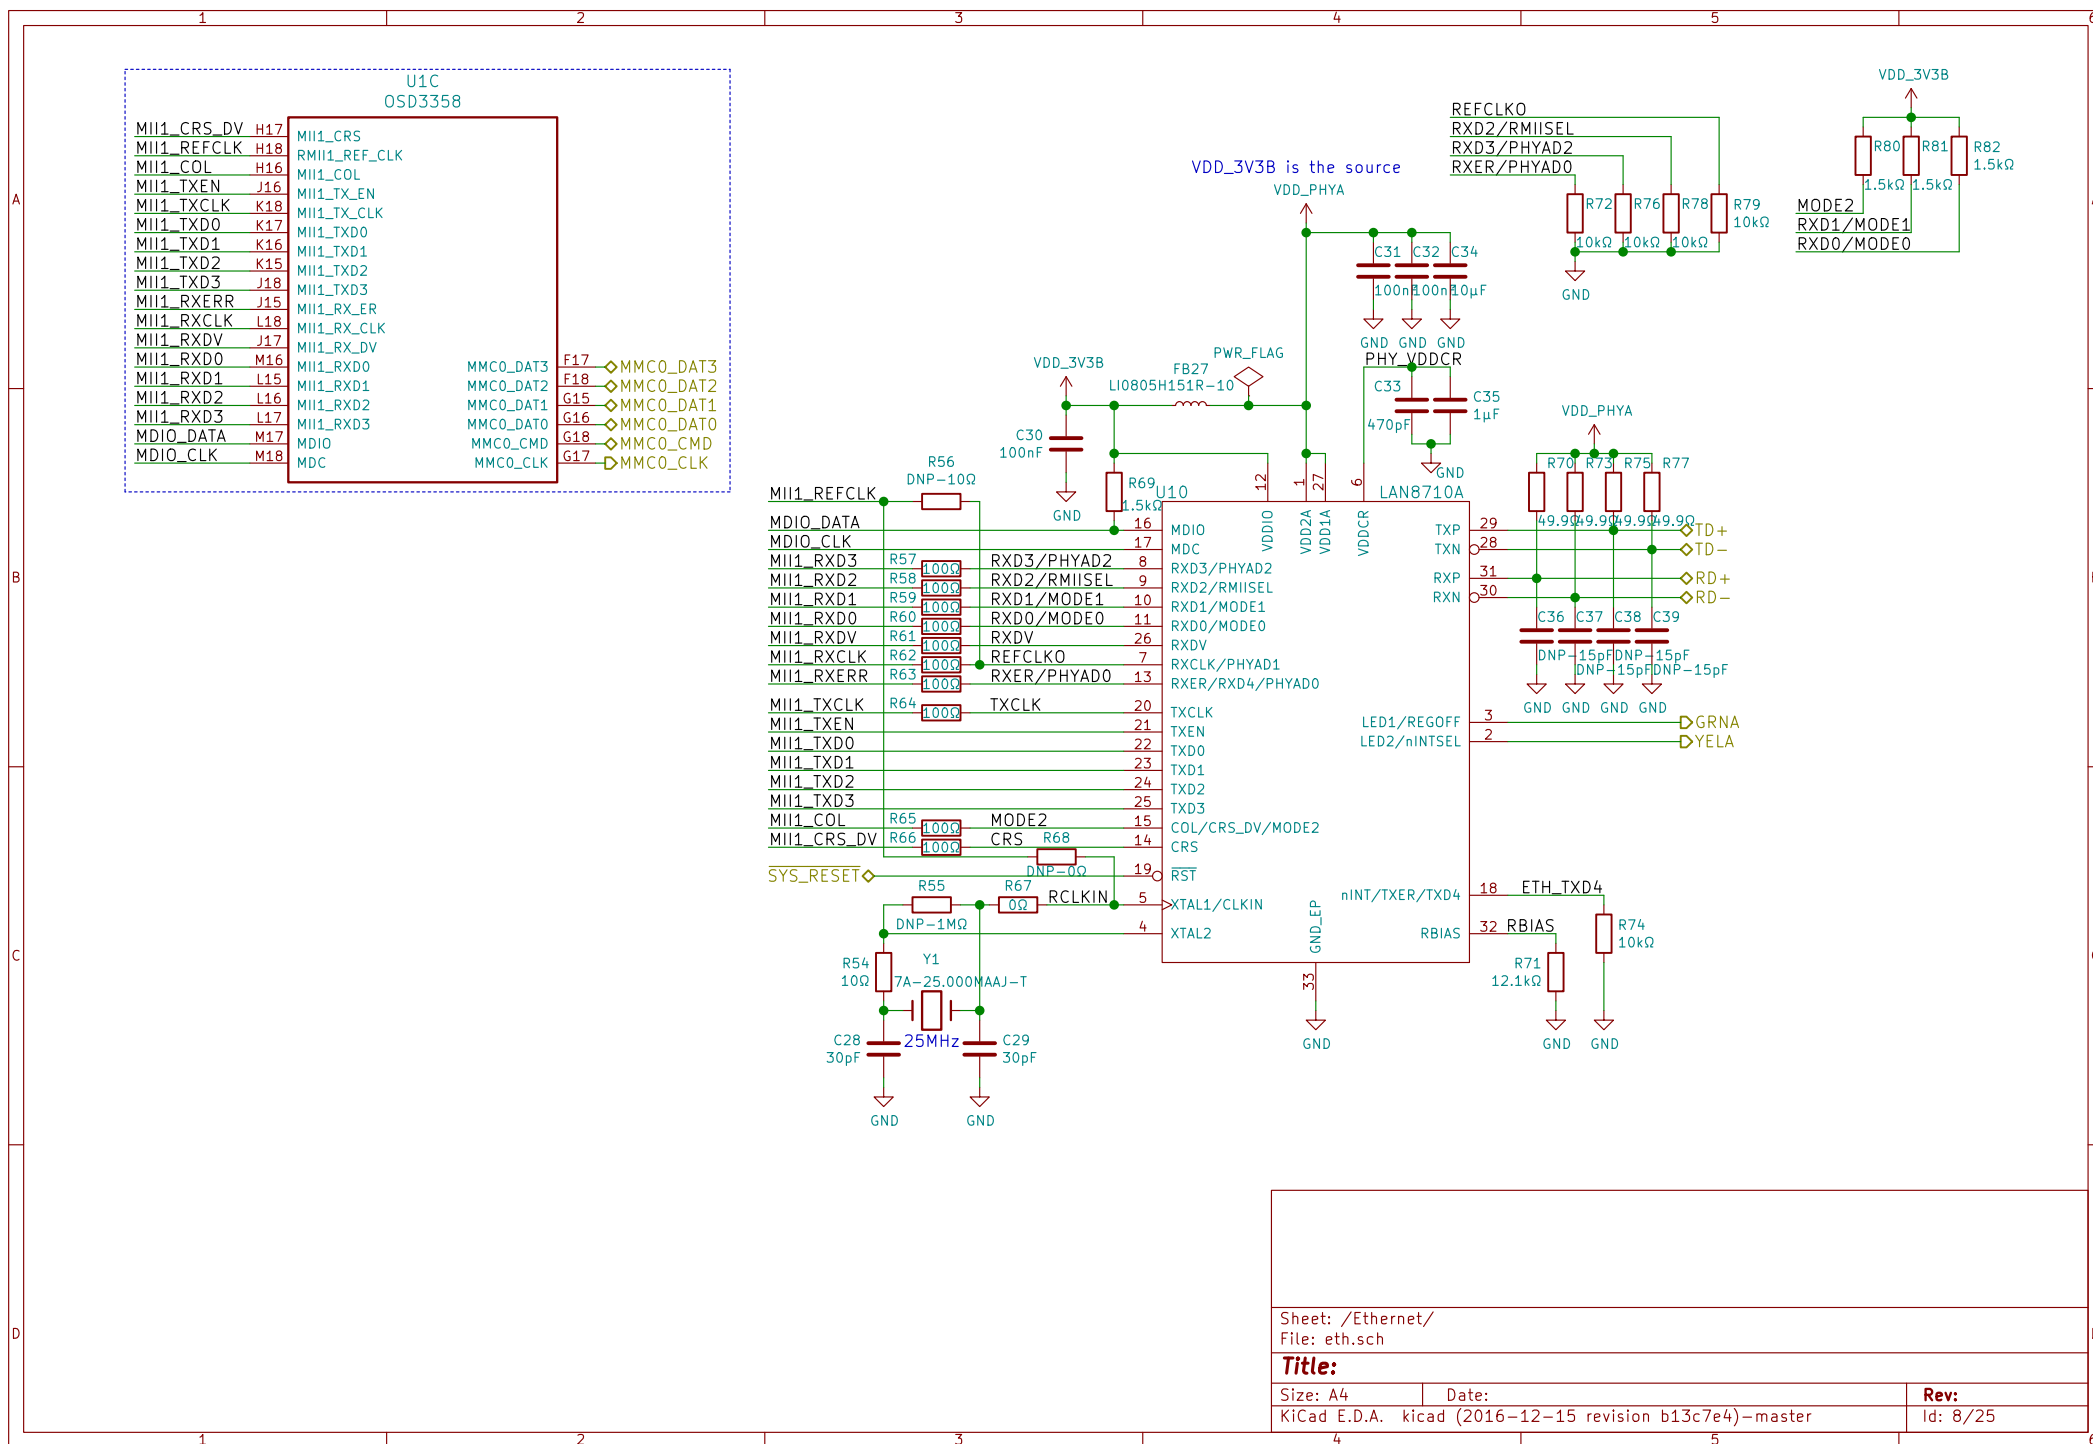 1 2 3 4 5 6
A
B
C
D
U1C
OSD3358
MII1_CRS_DV H17 MII1_CRS
MII1_REFCLK H18 RMII1_REF_CLK
MII1_COL H16 MII1_COL
MII1_TXEN J16 MII1_TX_EN
MII1_TXCLK K18 MII1_TX_CLK
MII1_TXD0 K17 MII1_TXD0
MII1_TXD1 K16 MII1_TXD1
MII1_TXD2 K15 MII1_TXD2
MII1_TXD3 J18 MII1_TXD3
MII1_RXERR J15 MII1_RX_ER
MII1_RXCLK L18 MII1_RX_CLK
MII1_RXDV J17 MII1_RX_DV
MII1_RXD0 M16 MII1_RXD0 MMC0_DAT3 F17 MMC0_DAT3
MII1_RXD1 L15 MII1_RXD1 MMC0_DAT2 F18 MMC0_DAT2
MII1_RXD2 L16 MII1_RXD2 MMC0_DAT1 G15 MMC0_DAT1
MII1_RXD3 L17 MII1_RXD3 MMC0_DAT0 G16 MMC0_DAT0
MDIO_DATA M17 MDIO MMC0_CMD G18 MMC0_CMD
MDIO_CLK M18 MDC MMC0_CLK G17 MMC0_CLK
VDD_3V3B is the source
VDD_PHYA
C31 C32 C34
100nF 100nF 10µF
GND GND GND
PHY_VDDCR
C33
470pF
C35
1µF
GND
VDD_3V3B
FB27
LI0805H151R-10
PWR_FLAG
C30
100nF
GND
R69
1.5kΩ
REFCLKO
RXD2/RMIISEL
RXD3/PHYAD2
RXER/PHYAD0
R72 R76 R78 R79
10kΩ 10kΩ 10kΩ 10kΩ
GND
VDD_3V3B
R80 R81 R82
1.5kΩ 1.5kΩ 1.5kΩ
MODE2
RXD1/MODE1
RXD0/MODE0
VDD_PHYA
R70 R73 R75 R77
49.9Ω 49.9Ω 49.9Ω 49.9Ω
U10 LAN8710A
12 1 27 6
VDDIO VDD2A VDD1A VDDCR
R56
DNP-10Ω
MII1_REFCLK
MDIO_DATA 16 MDIO
MDIO_CLK 17 MDC
MII1_RXD3 R57 100Ω RXD3/PHYAD2 8 RXD3/PHYAD2
MII1_RXD2 R58 100Ω RXD2/RMIISEL 9 RXD2/RMIISEL
MII1_RXD1 R59 100Ω RXD1/MODE1 10 RXD1/MODE1
MII1_RXD0 R60 100Ω RXD0/MODE0 11 RXD0/MODE0
MII1_RXDV R61 100Ω RXDV 26 RXDV
MII1_RXCLK R62 100Ω REFCLKO 7 RXCLK/PHYAD1
MII1_RXERR R63 100Ω RXER/PHYAD0 13 RXER/RXD4/PHYAD0
MII1_TXCLK R64 100Ω TXCLK 20 TXCLK
MII1_TXEN 21 TXEN
MII1_TXD0 22 TXD0
MII1_TXD1 23 TXD1
MII1_TXD2 24 TXD2
MII1_TXD3 25 TXD3
MII1_COL R65 100Ω MODE2 15 COL/CRS_DV/MODE2
MII1_CRS_DV R66 100Ω CRS 14 CRS
R68
DNP-0Ω
SYS_RESET 19 RST
R55
DNP-1MΩ
R67
0Ω
RCLKIN 5 XTAL1/CLKIN
4 XTAL2
R54
10Ω
Y1
7A-25.000MAAJ-T
25MHz
C28
30pF
C29
30pF
GND GND
GND_EP
33
GND
TXP 29 TD+
TXN 28 TD-
RXP 31 RD+
RXN 30 RD-
C36 C37 C38 C39
DNP-15pF DNP-15pF
DNP-15pF DNP-15pF
GND GND GND GND
LED1/REGOFF 3 GRNA
LED2/nINTSEL 2 YELA
nINT/TXER/TXD4 18 ETH_TXD4
RBIAS 32 RBIAS
R74
10kΩ
R71
12.1kΩ
GND GND
Sheet: /Ethernet/
File: eth.sch
Title:
Size: A4 Date: Rev:
KiCad E.D.A. kicad (2016-12-15 revision b13c7e4)-master Id: 8/25
1 2 3 4 5 6